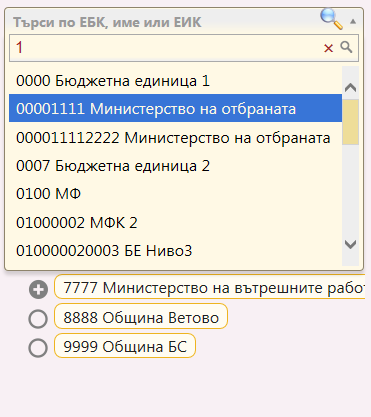 Търси по ЕБК, име или ЕИК
1
0000 Бюджетна единица 1
00001111 Министерство на отбраната
000011112222 Министерство на отбраната
0007 Бюджетна единица 2
0100 МФ
01000002 МФК 2
010000020003 БЕ Ниво3
7777 Министерство на вътрешните рабо
8888 Община Ветово
9999 Община БС